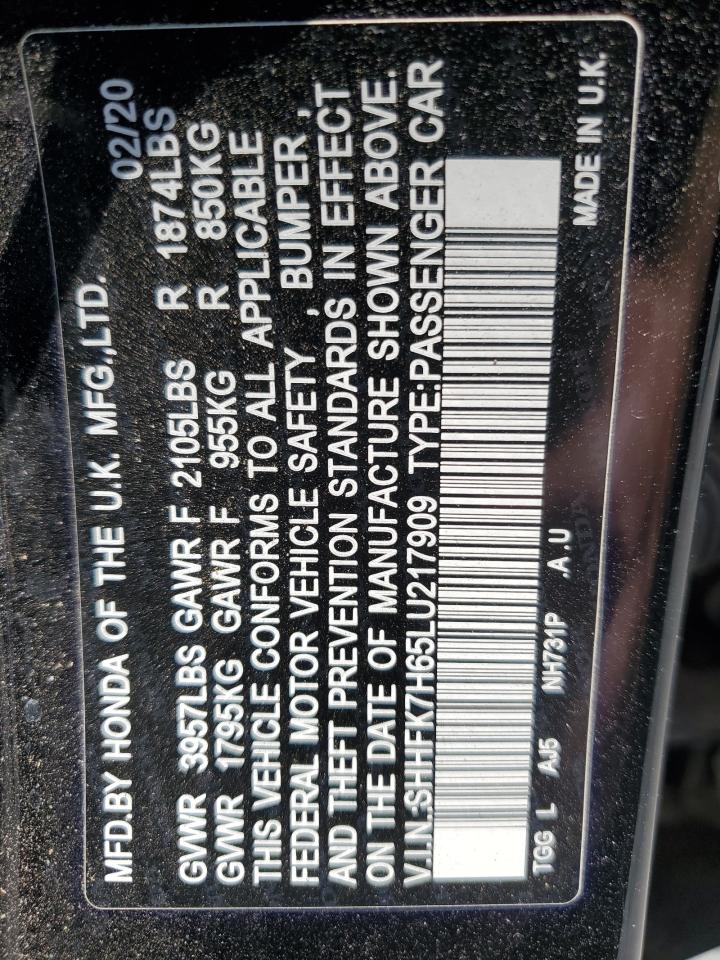 MFD.BY HONDA OF THE U.K. MFG.,LTD. 02/20
GVWR 3957LBS GAWR F 2105LBS R 1874LBS
GVWR 1795KG GAWR F 955KG R 850KG
THIS VEHICLE CONFORMS TO ALL APPLICABLE
FEDERAL MOTOR VEHICLE SAFETY , BUMPER ,
AND THEFT PREVENTION STANDARDS IN EFFECT
ON THE DATE OF MANUFACTURE SHOWN ABOVE.
V.I.N:SHHFK7H65LU217909 TYPE:PASSENGER CAR
TGG L AJ5 NH731P .A.U MADE IN U.K.